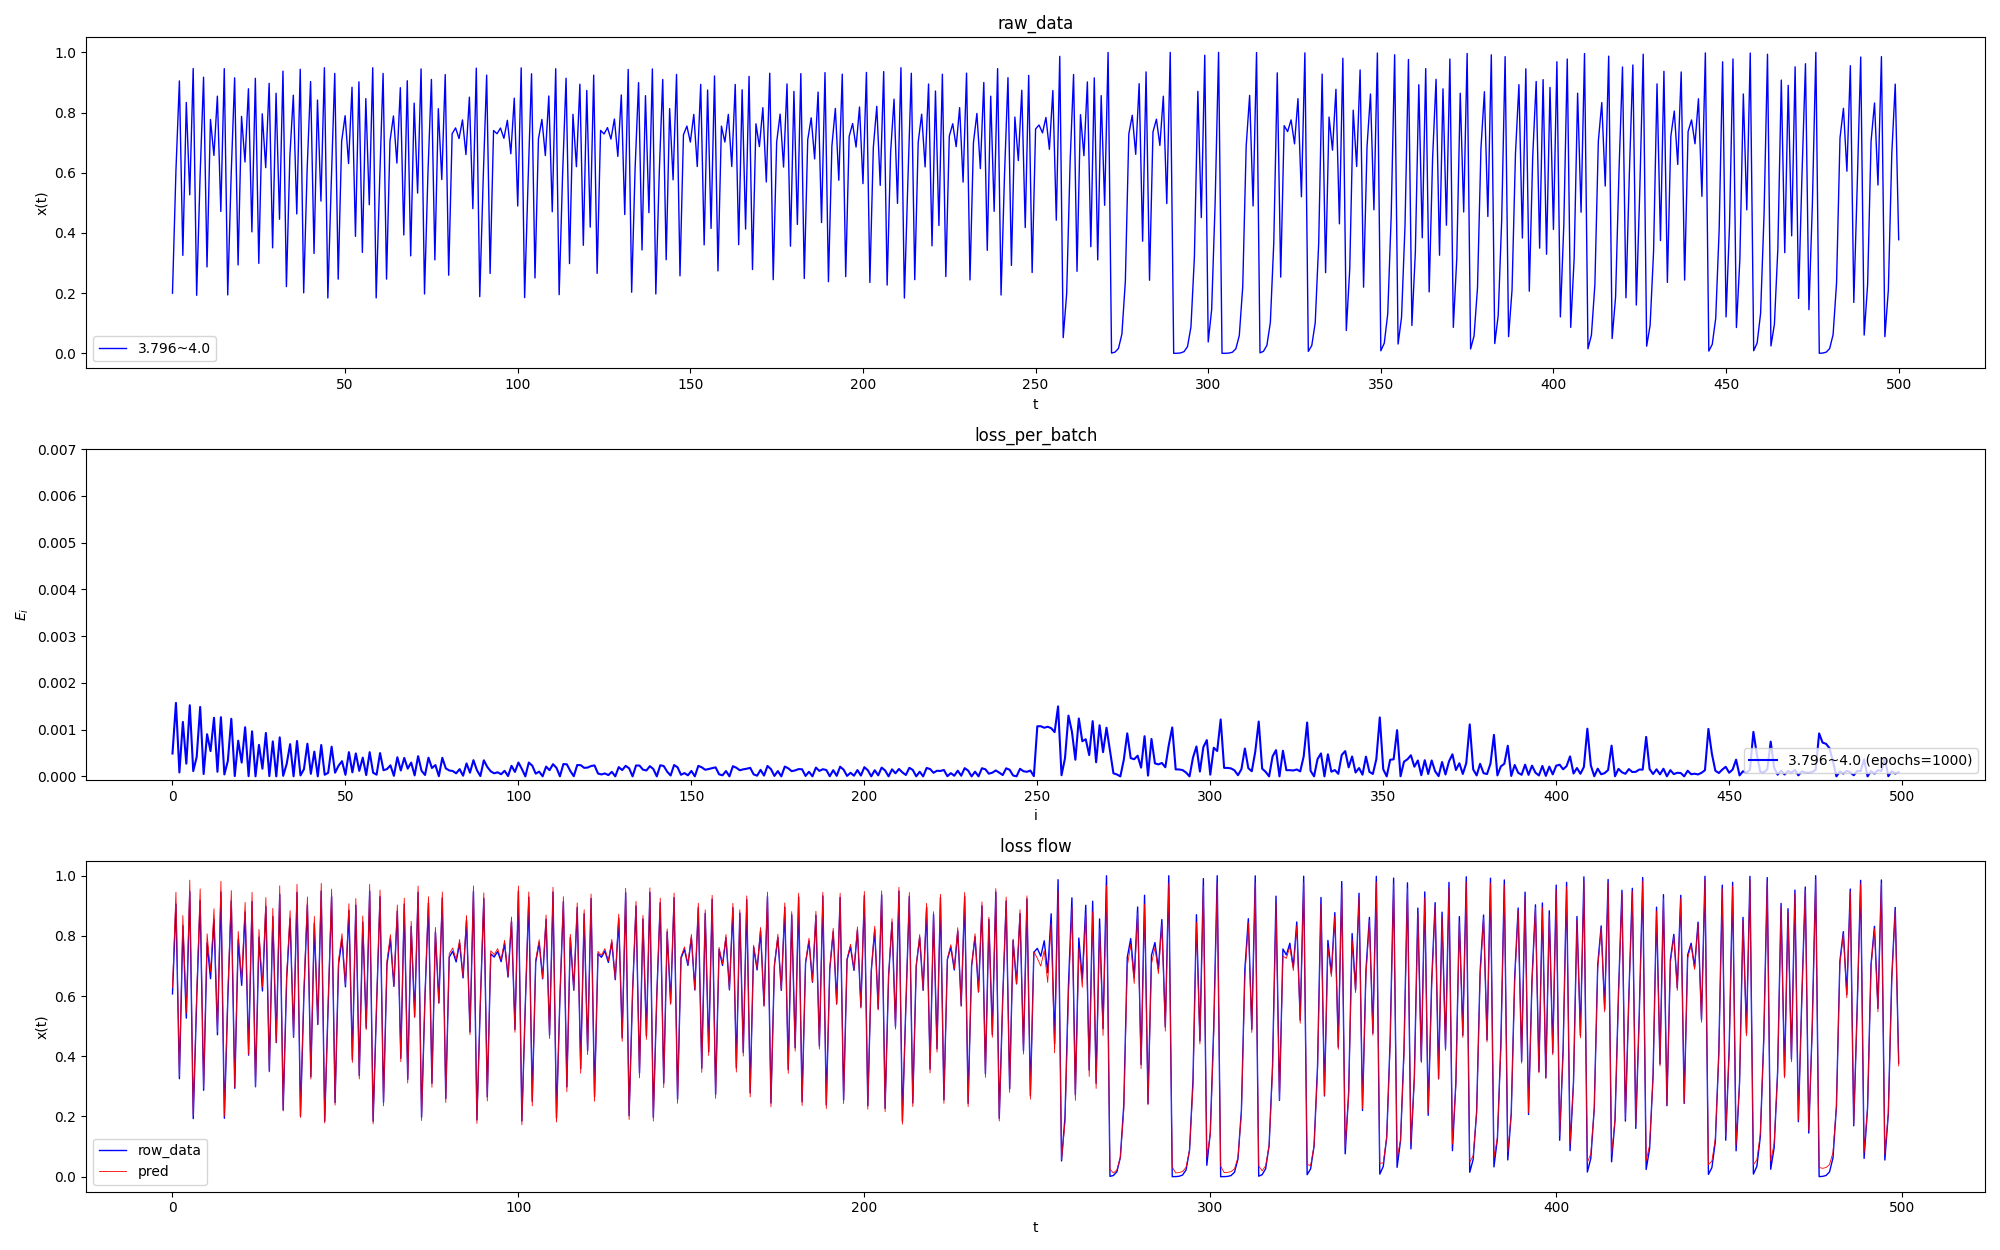 raw_data
1.0
0.8
0.6
0.4
0.2
0.0
x(t)
3.796~4.0
50 100 150 200 250 300 350 400 450 500
t
loss_per_batch
0.007
0.006
0.005
0.004
0.003
0.002
0.001
0.000
E_i
3.796~4.0 (epochs=1000)
0 50 100 150 200 250 300 350 400 450 500
i
loss flow
1.0
0.8
0.6
0.4
0.2
0.0
x(t)
row_data
pred
0 100 200 300 400 500
t